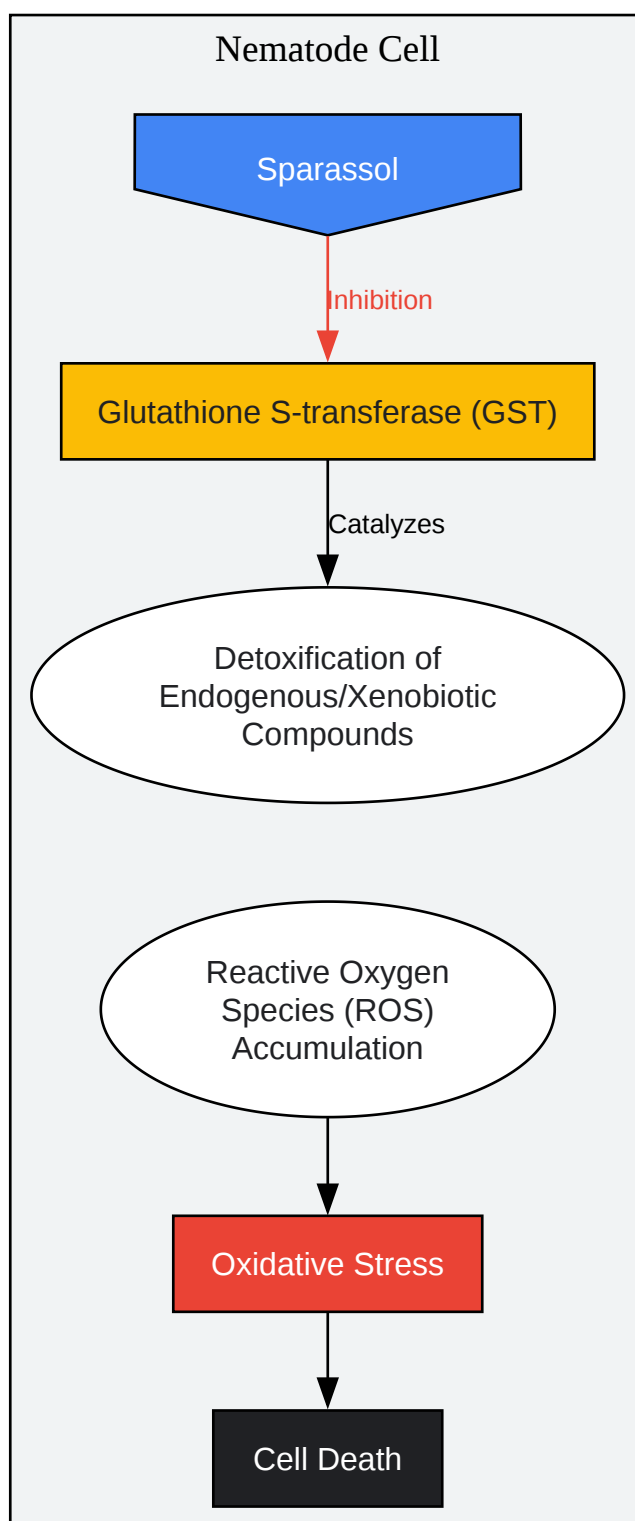 Nematode Cell
Sparassol
Inhibition
Glutathione S-transferase (GST)
Catalyzes
Detoxification of
Endogenous/Xenobiotic
Compounds
Reactive Oxygen
Species (ROS)
Accumulation
Oxidative Stress
Cell Death